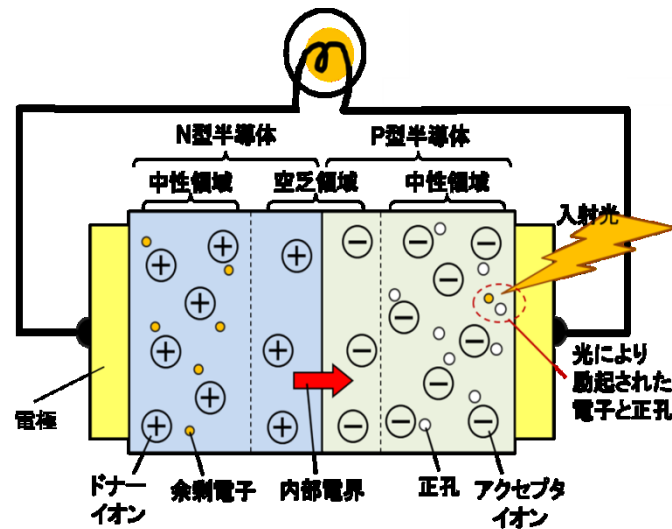 N型半導体
P型半導体
中性領域
空乏領域
中性領域
入射光
光により
励起された
電子と正孔
電極
ドナー
イオン
余剰電子
内部電界
正孔
アクセプタ
イオン